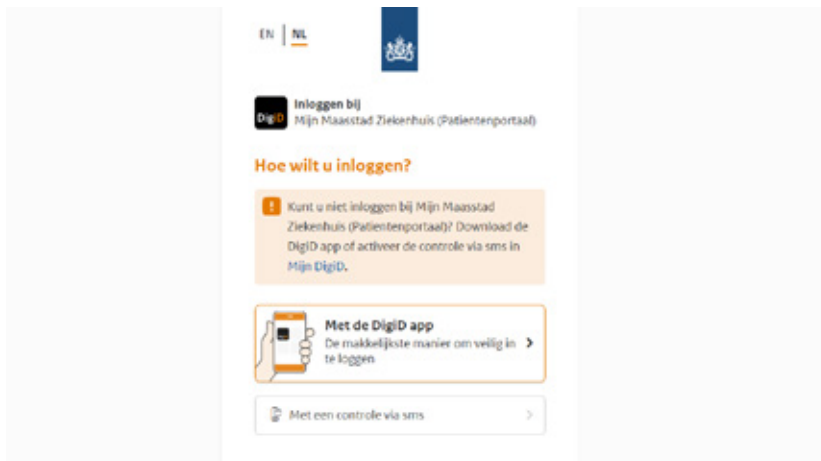 EN | NL
DigiD
Inloggen bij
Mijn Maasstad Ziekenhuis (Patientenportaal)
Hoe wilt u inloggen?
! Kunt u niet inloggen bij Mijn Maasstad
Ziekenhuis (Patientenportaal)? Download de
DigiD app of activeer de controle via sms in
Mijn DigiD.
Met de DigiD app
De makkelijkste manier om veilig in
te loggen
Met een controle via sms